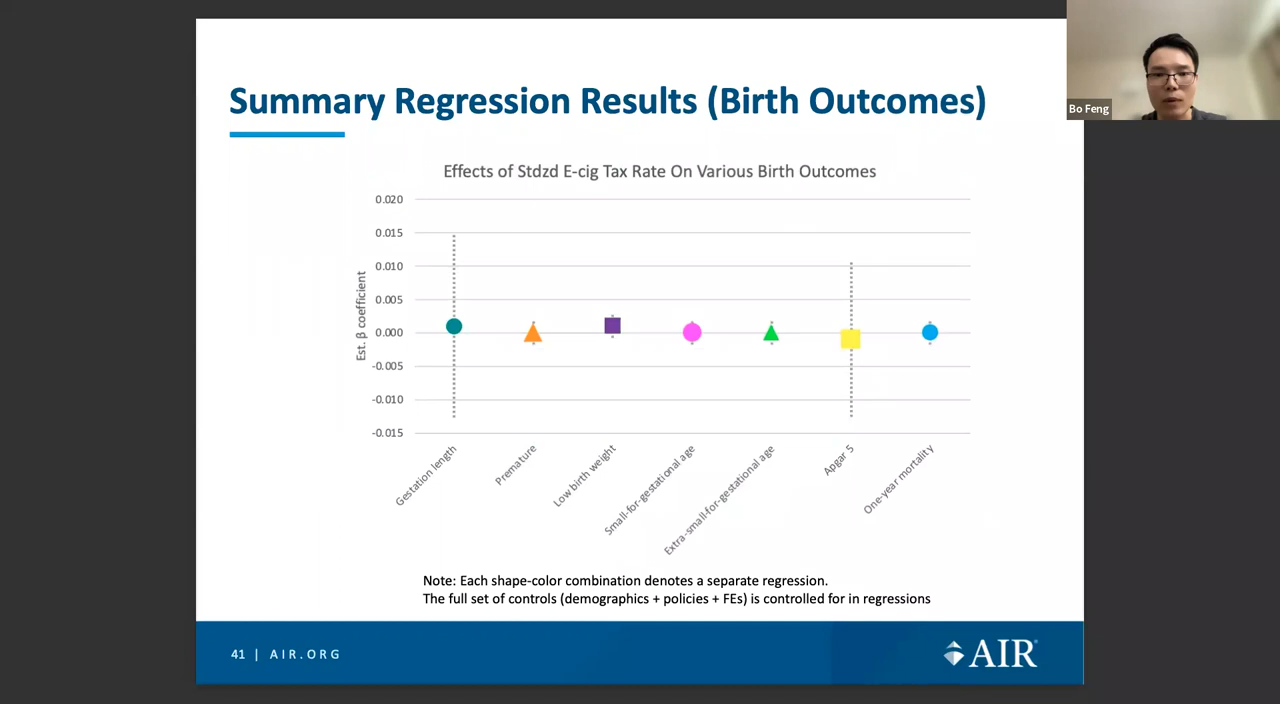 Summary Regression Results (Birth Outcomes)
Bo Feng
Effects of Stdzd E-cig Tax Rate On Various Birth Outcomes
Est. β coefficient
0.020
0.015
0.010
0.005
0.000
-0.005
-0.010
-0.015
Gestation length
Premature
Low birth weight
Small-for-gestational age
Extra-small-for-gestational age
Apgar 5
One-year mortality
Note: Each shape-color combination denotes a separate regression.
The full set of controls (demographics + policies + FEs) is controlled for in regressions
41 | AIR.ORG
AIR®